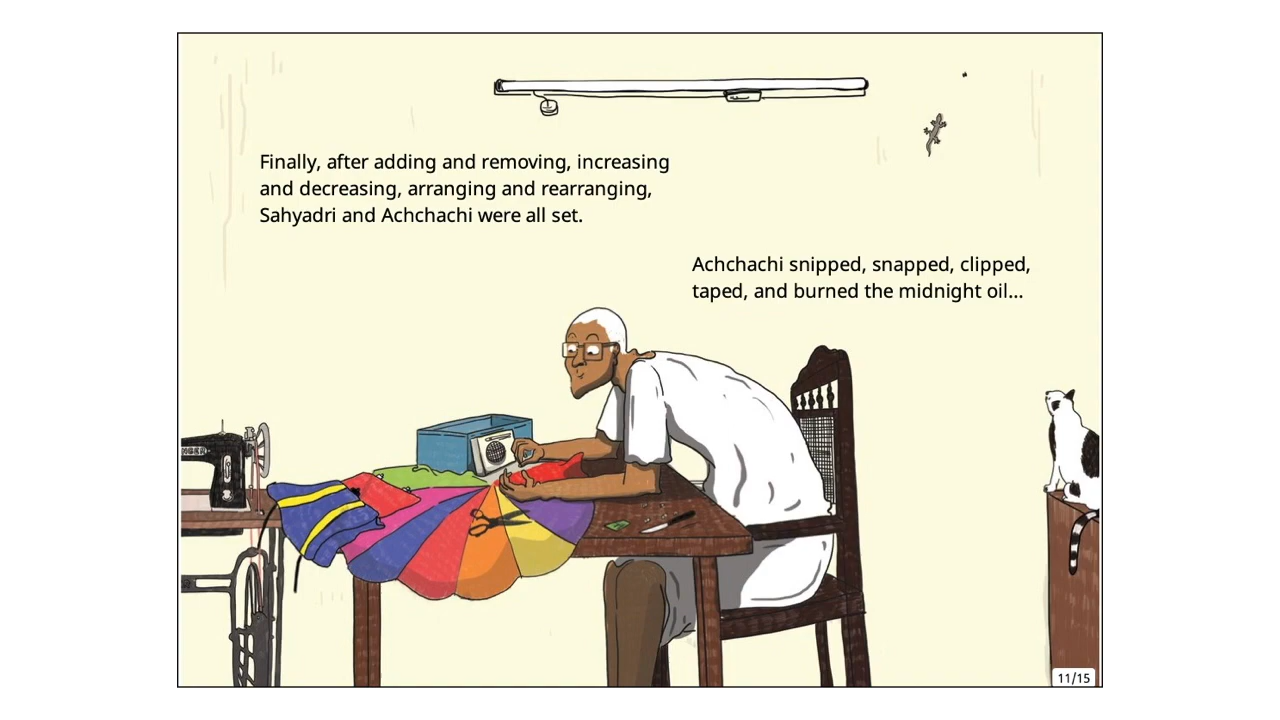 Finally, after adding and removing, increasing
and decreasing, arranging and rearranging,
Sahyadri and Achchachi were all set.
Achchachi snipped, snapped, clipped,
taped, and burned the midnight oil...
11/15